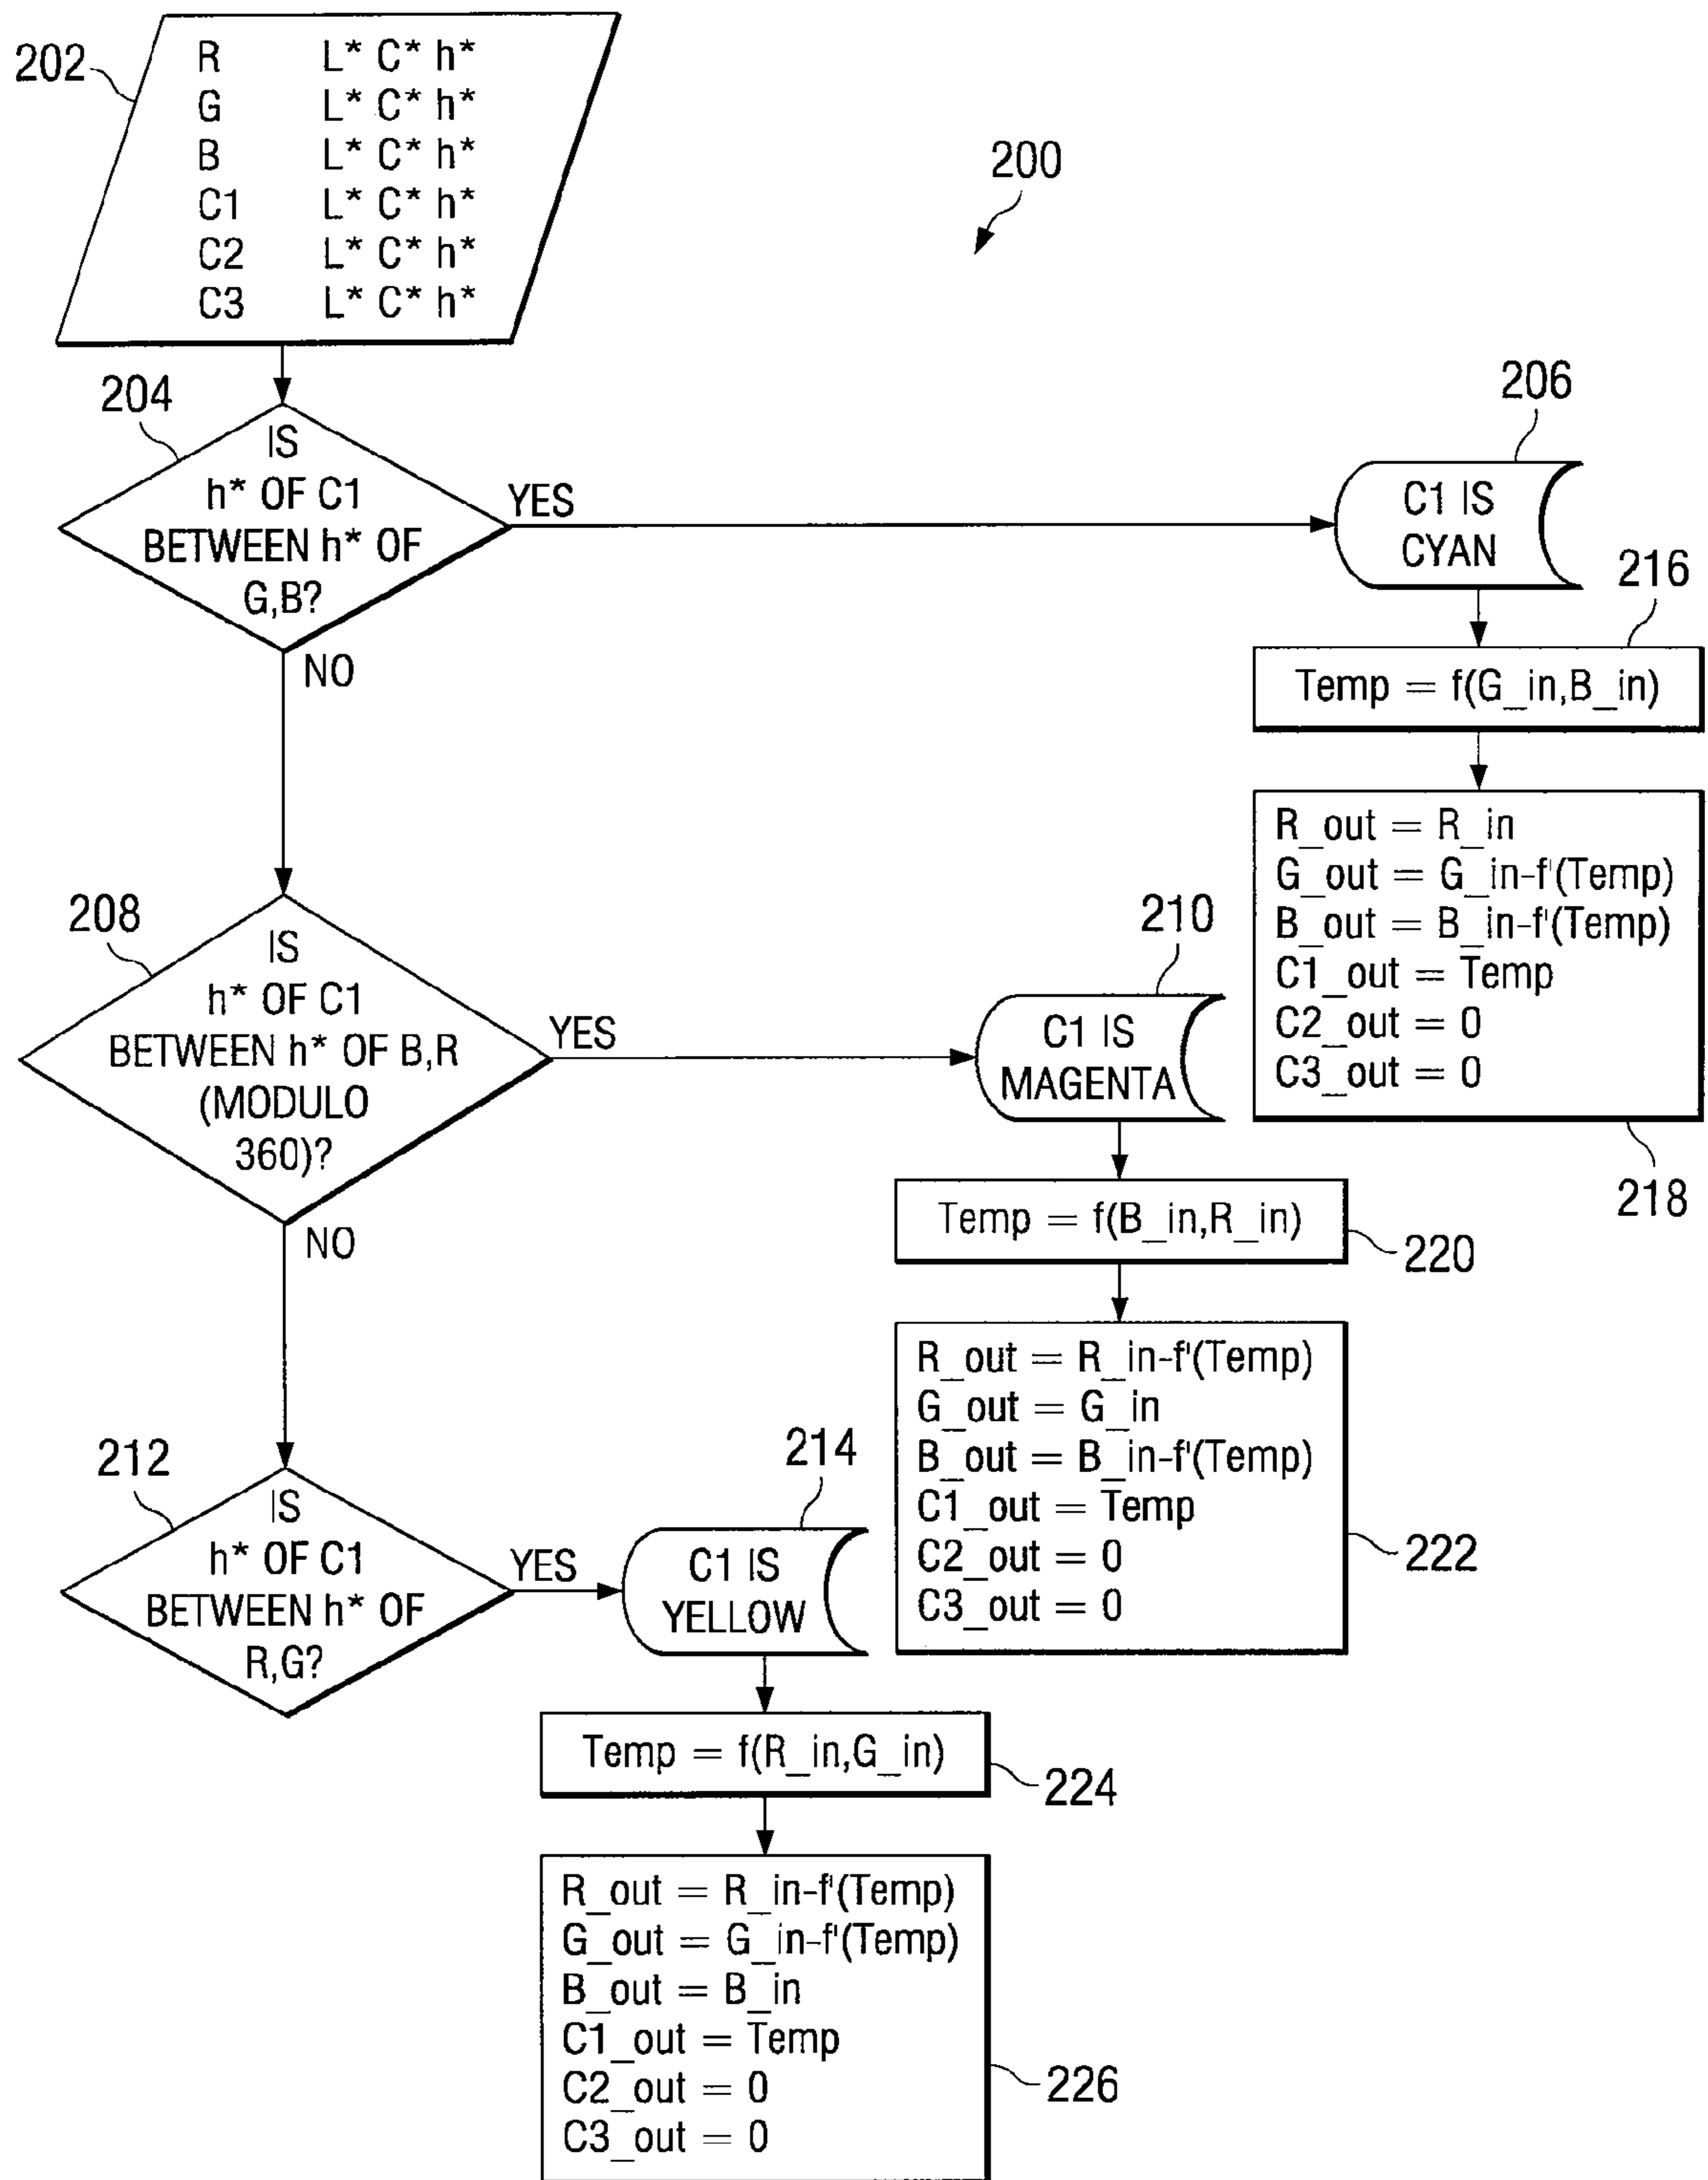 202
R L* C* h*
G L* C* h*
B L* C* h*
C1 L* C* h*
C2 L* C* h*
C3 L* C* h*
200
204
IS
h* OF C1
BETWEEN h* OF
G,B?
YES
NO
206
C1 IS
CYAN
216
Temp = f(G_in,B_in)
R_out = R_in
G_out = G_in-f'(Temp)
B_out = B_in-f'(Temp)
C1_out = Temp
C2_out = 0
C3_out = 0
218
208
IS
h* OF C1
BETWEEN h* OF B,R
(MODULO
360)?
YES
NO
210
C1 IS
MAGENTA
Temp = f(B_in,R_in)
220
R_out = R_in-f'(Temp)
G_out = G_in
B_out = B_in-f'(Temp)
C1_out = Temp
C2_out = 0
C3_out = 0
222
212
IS
h* OF C1
BETWEEN h* OF
R,G?
YES
214
C1 IS
YELLOW
Temp = f(R_in,G_in)
224
R_out = R_in-f'(Temp)
G_out = G_in-f'(Temp)
B_out = B_in
C1_out = Temp
C2_out = 0
C3_out = 0
226